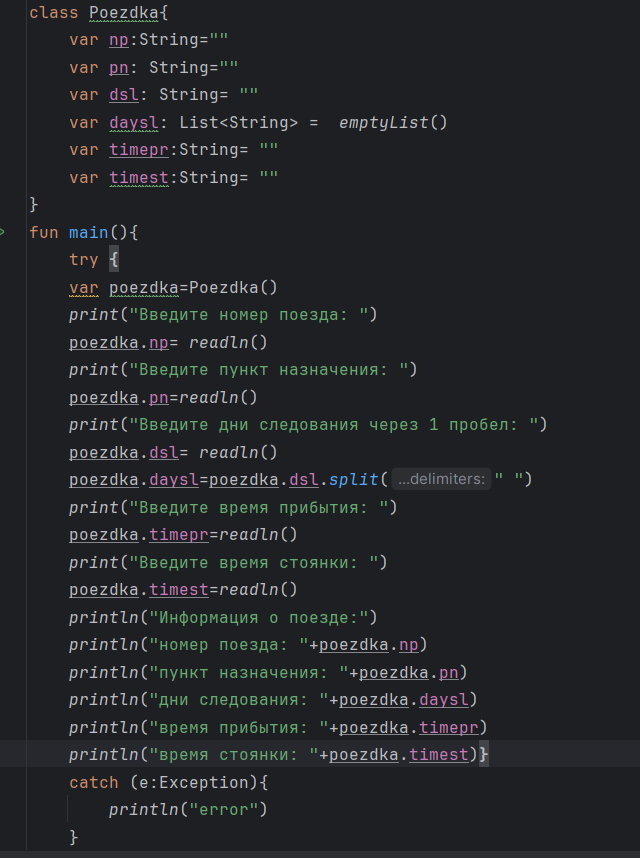 class Poezdka{
    var np:String=""
    var pn: String=""
    var dsl: String= ""
    var daysl: List<String> =  emptyList()
    var timepr:String= ""
    var timest:String= ""
}
fun main(){
    try {
    var poezdka=Poezdka()
    print("Введите номер поезда: ")
    poezdka.np= readln()
    print("Введите пункт назначения: ")
    poezdka.pn=readln()
    print("Введите дни следования через 1 пробел: ")
    poezdka.dsl= readln()
    poezdka.daysl=poezdka.dsl.split( ...delimiters: " ")
    print("Введите время прибытия: ")
    poezdka.timepr=readln()
    print("Введите время стоянки: ")
    poezdka.timest=readln()
    println("Информация о поезде:")
    println("номер поезда: "+poezdka.np)
    println("пункт назначения: "+poezdka.pn)
    println("дни следования: "+poezdka.daysl)
    println("время прибытия: "+poezdka.timepr)
    println("время стоянки: "+poezdka.timest)}
    catch (e:Exception){
        println("error")
    }